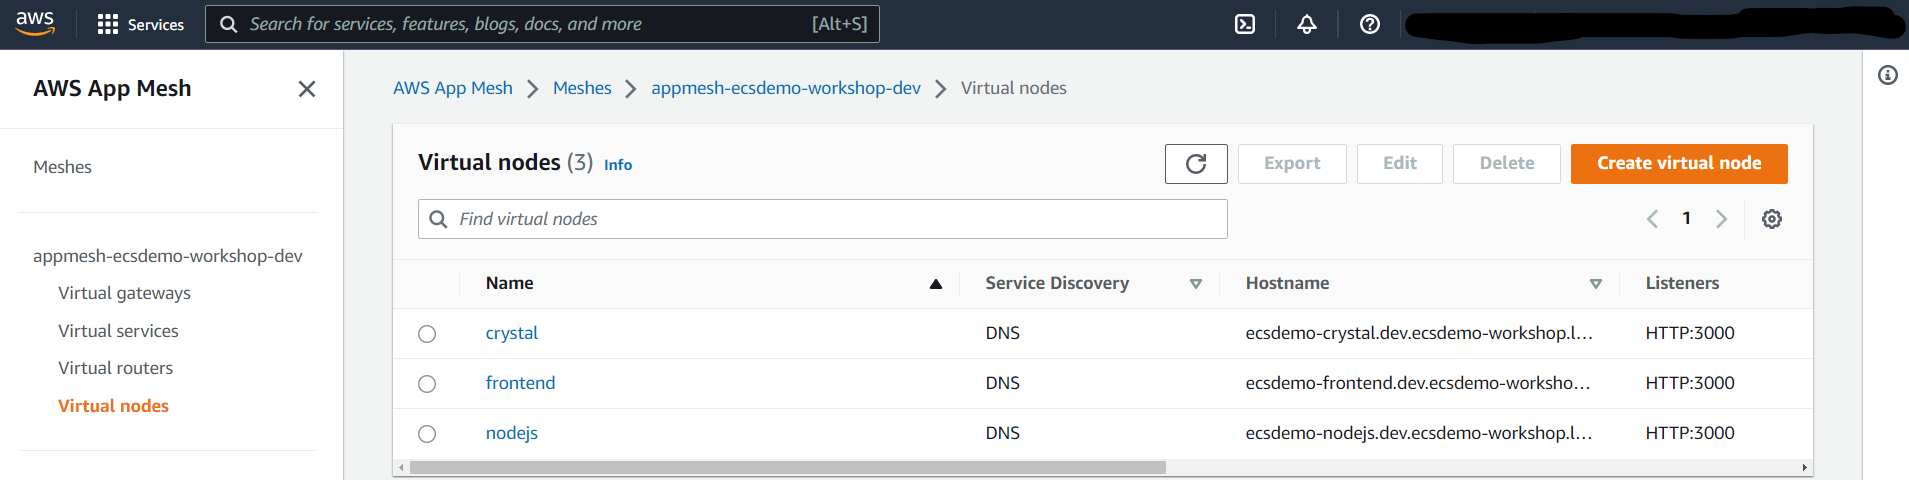 aws
Services
Search for services, features, blogs, docs, and more [Alt+S]
AWS App Mesh
Meshes
appmesh-ecsdemo-workshop-dev
Virtual gateways
Virtual services
Virtual routers
Virtual nodes
AWS App Mesh > Meshes > appmesh-ecsdemo-workshop-dev > Virtual nodes
Virtual nodes (3) Info
Export Edit Delete Create virtual node
Find virtual nodes
1
Name Service Discovery Hostname Listeners
crystal DNS ecsdemo-crystal.dev.ecsdemo-workshop.l... HTTP:3000
frontend DNS ecsdemo-frontend.dev.ecsdemo-worksho... HTTP:3000
nodejs DNS ecsdemo-nodejs.dev.ecsdemo-workshop.l... HTTP:3000